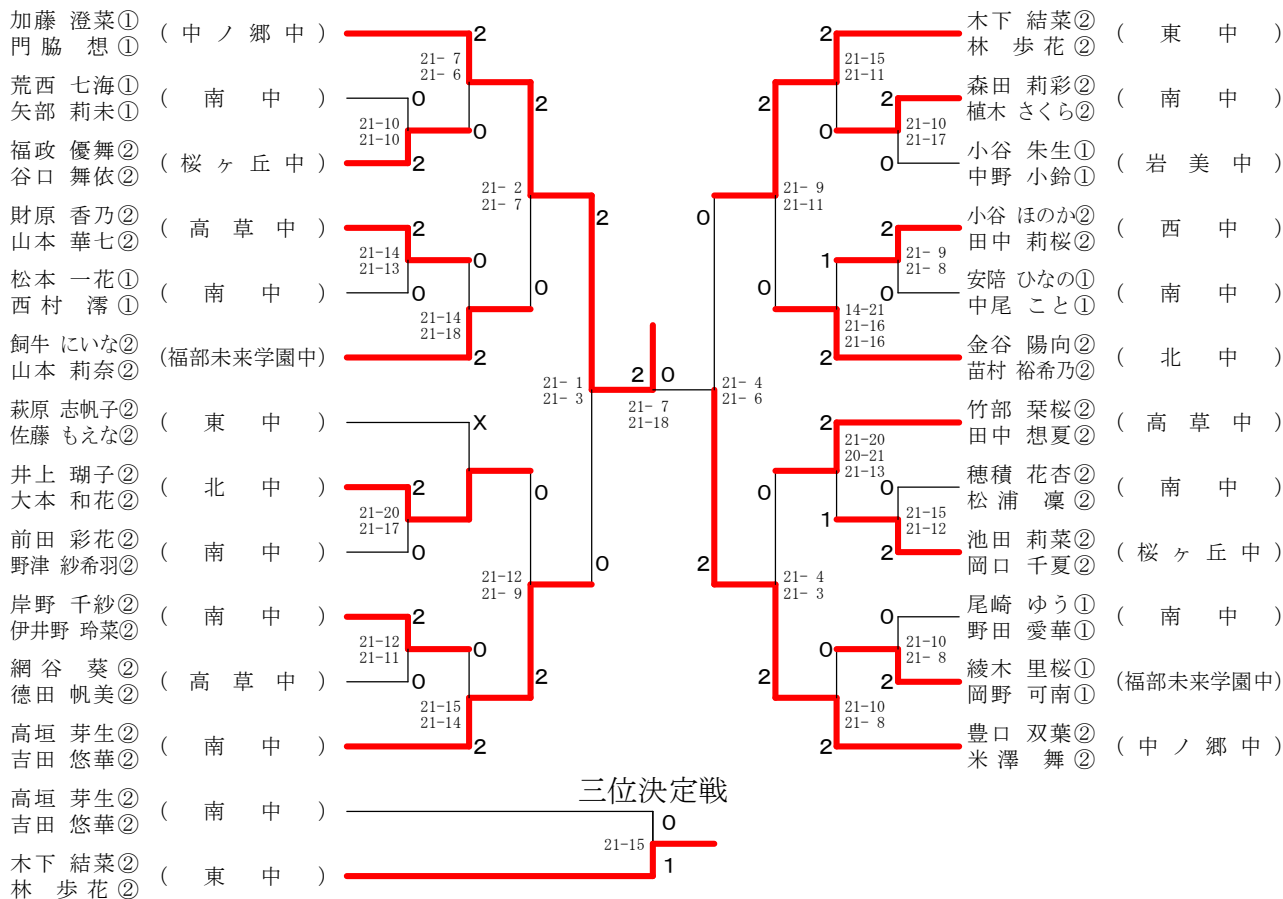 加藤 澄菜①
門脇 想 ①
( 中 ノ 郷 中 )
2
21- 7
21- 6
荒西 七海①
矢部 莉未①
( 南 中 )
0
21-10
21-10
0
福政 優舞②
谷口 舞依②
( 桜 ヶ 丘 中 )
2
2
21- 2
21- 7
財原 香乃②
山本 華七②
( 高 草 中 )
2
21-14
21-13
0
松本 一花①
西村 澪 ①
( 南 中 )
0
21-14
21-18
0
飼牛 にいな②
山本 莉奈②
(福部未来学園中)
2
2
21- 1
21- 3
萩原 志帆子②
佐藤 もえな②
( 東 中 )
X
井上 瑚子②
大本 和花②
( 北 中 )
2
21-20
21-17
0
前田 彩花②
野津 紗希羽②
( 南 中 )
0
21-12
21- 9
0
岸野 千紗②
伊井野 玲菜②
( 南 中 )
2
21-12
21-11
0
網谷 葵 ②
德田 帆美②
( 高 草 中 )
0
21-15
21-14
2
高垣 芽生②
吉田 悠華②
( 南 中 )
2
2 0
21- 7
21-18
木下 結菜②
林 歩花 ②
( 東 中 )
2
21-15
21-11
森田 莉彩②
植木 さくら②
( 南 中 )
2
21-10
21-17
0
小谷 朱生①
中野 小鈴①
( 岩 美 中 )
0
2
21- 9
21-11
0
小谷 ほのか②
田中 莉桜②
( 西 中 )
2
21- 9
21- 8
1
安陪 ひなの①
中尾 こと①
( 南 中 )
0
14-21
21-16
21-16
0
金谷 陽向②
苗村 裕希乃②
( 北 中 )
2
21- 4
21- 6
竹部 栞桜②
田中 想夏②
( 高 草 中 )
2
21-20
20-21
21-13
穂積 花杏②
松浦 凜 ②
( 南 中 )
0
21-15
21-12
1
池田 莉菜②
岡口 千夏②
( 桜 ヶ 丘 中 )
2
0
2
21- 4
21- 3
尾崎 ゆう①
野田 愛華①
( 南 中 )
0
21-10
21- 8
0
綾木 里桜①
岡野 可南①
(福部未来学園中)
2
21-10
21- 8
2
豊口 双葉②
米澤 舞 ②
( 中 ノ 郷 中 )
2
三位決定戦
高垣 芽生②
吉田 悠華②
( 南 中 )
0
21-15
木下 結菜②
林 歩花 ②
( 東 中 )
1